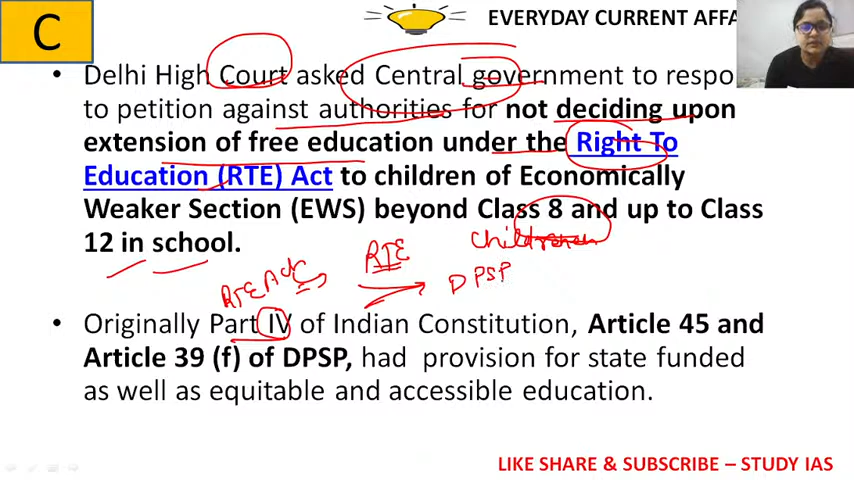 C
EVERYDAY CURRENT AFFA
• Delhi High Court asked Central government to respo
to petition against authorities for not deciding upon
extension of free education under the Right To
Education (RTE) Act to children of Economically
Weaker Section (EWS) beyond Class 8 and up to Class
12 in school.
RTE
Children
RTE Act
DPSP
• Originally Part IV of Indian Constitution, Article 45 and
Article 39 (f) of DPSP, had provision for state funded
as well as equitable and accessible education.
LIKE SHARE & SUBSCRIBE – STUDY IAS